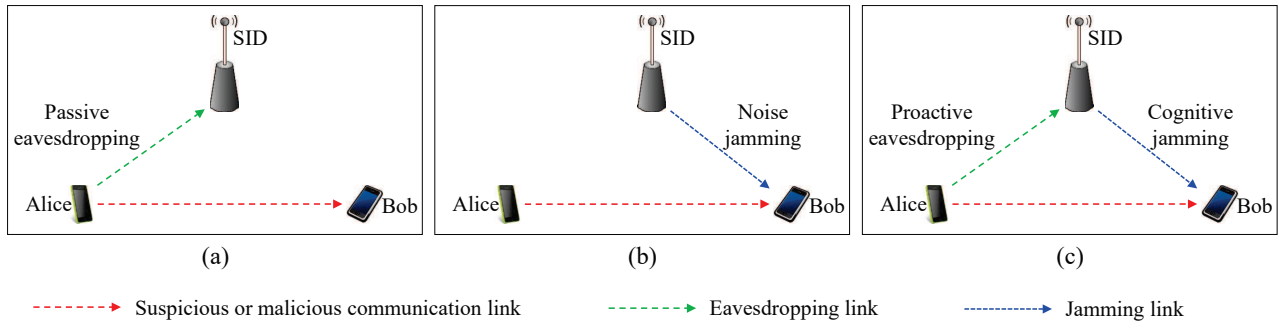 SID
Passive
eavesdropping
Alice
Bob
(a)
SID
Noise
jamming
Alice
Bob
(b)
SID
Proactive
eavesdropping
Cognitive
jamming
Alice
Bob
(c)
Suspicious or malicious communication link
Eavesdropping link
Jamming link